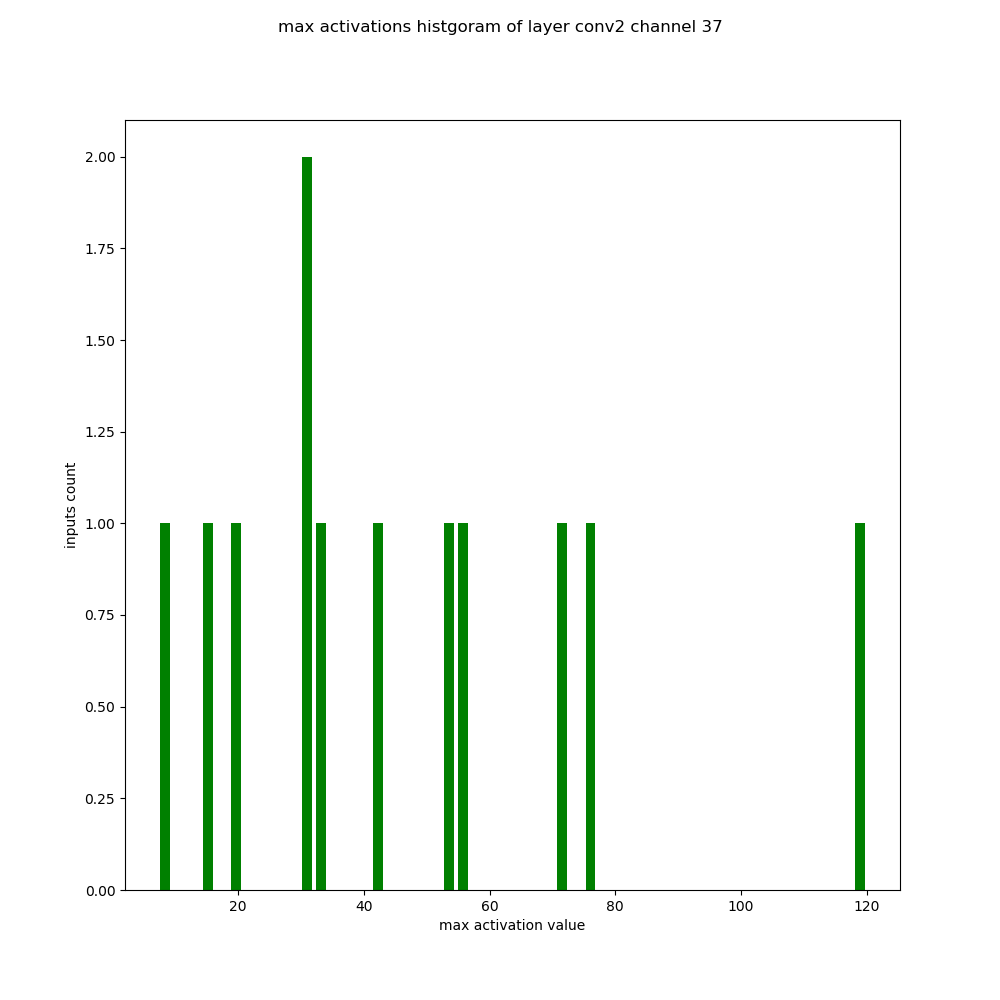 max activations histgoram of layer conv2 channel 37
2.00
1.75
1.50
1.25
1.00
0.75
0.50
0.25
0.00
inputs count
20 40 60 80 100 120
max activation value